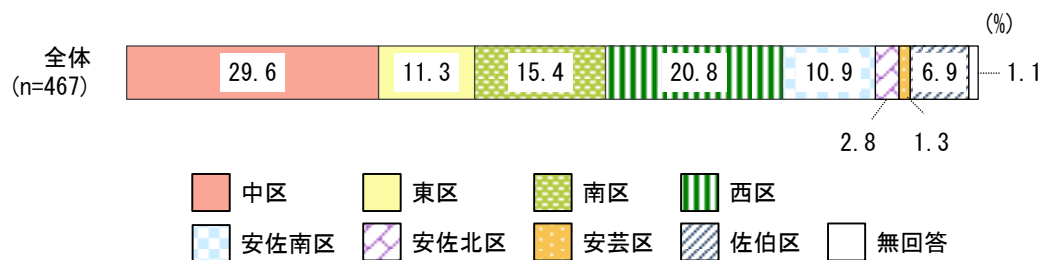 (%)
全体
(n=467)
29.6 11.3 15.4 20.8 10.9 6.9 1.1
2.8 1.3
中区 東区 南区 西区
安佐南区 安佐北区 安芸区 佐伯区 無回答